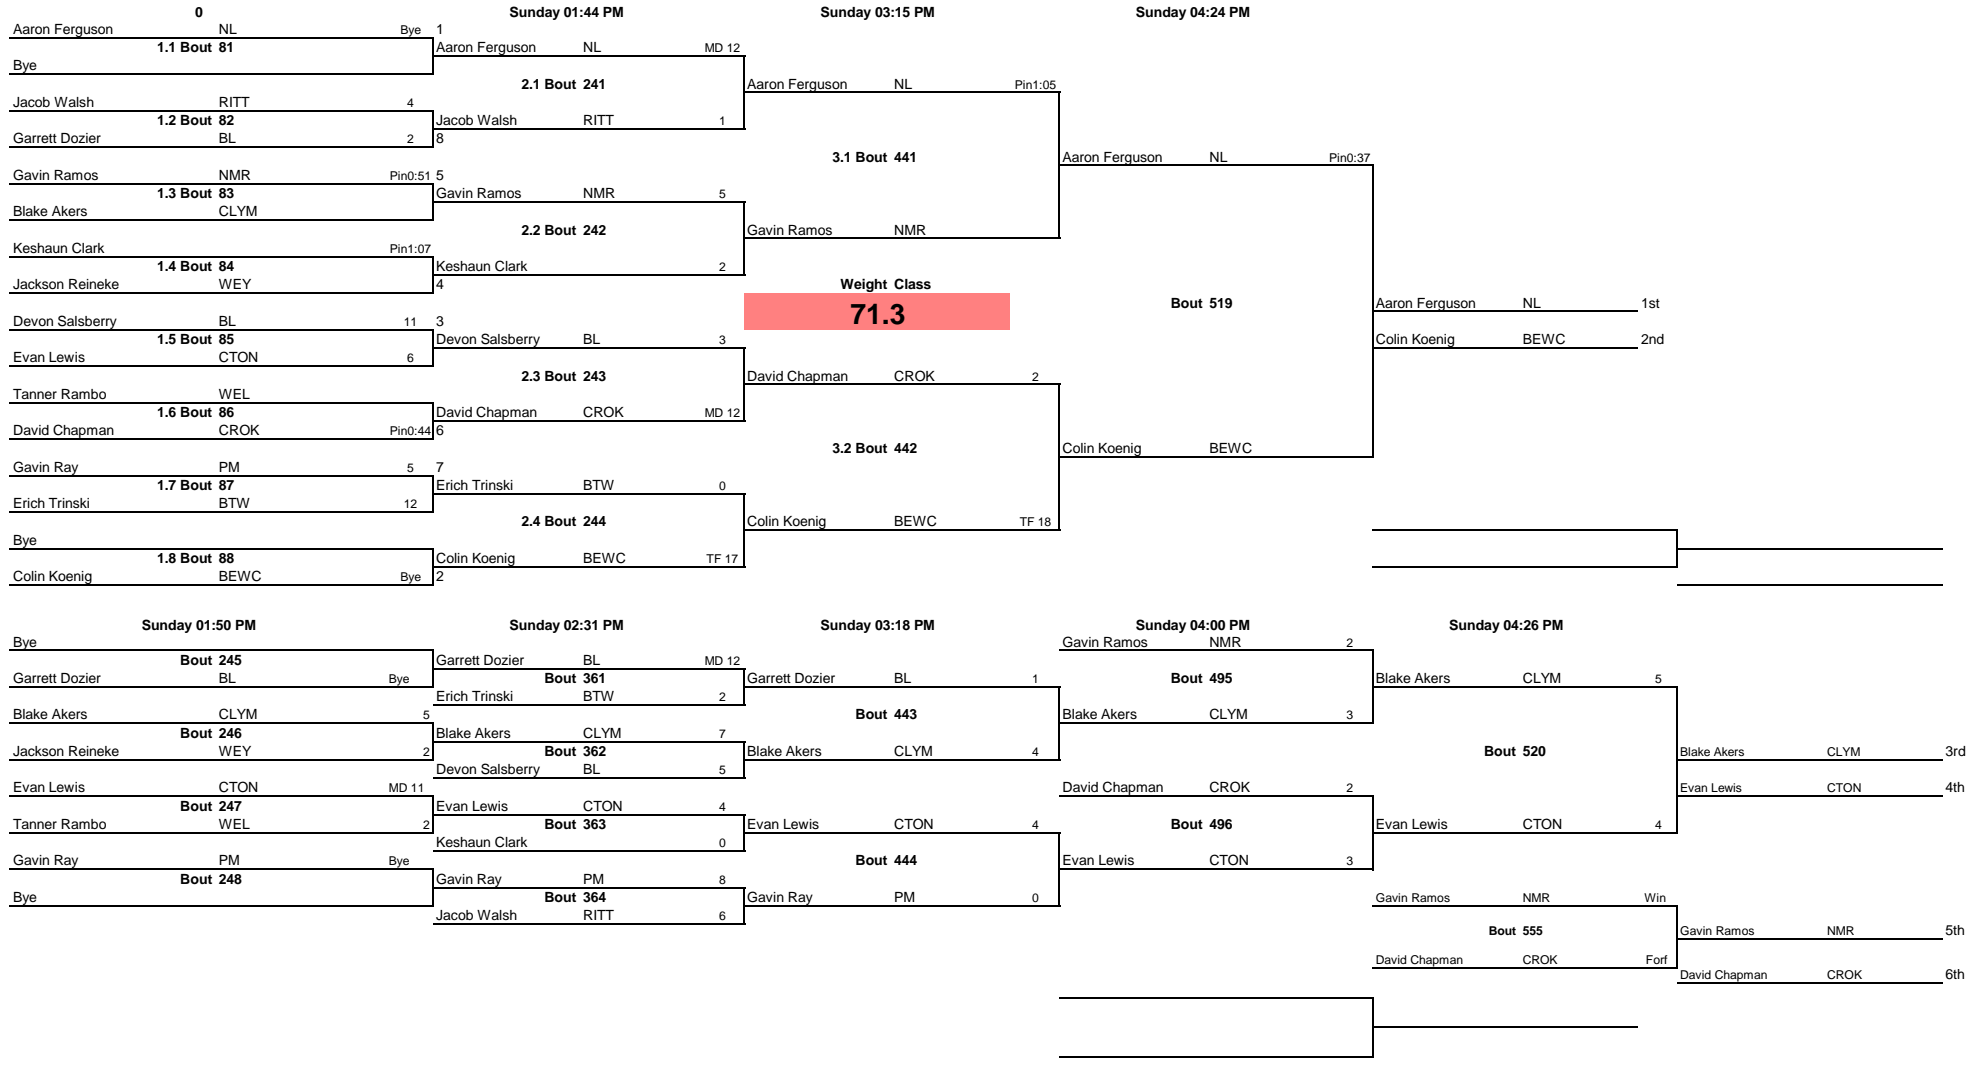 0 Sunday 01:44 PM Sunday 03:15 PM Sunday 04:24 PM
Aaron Ferguson NL Bye 1
1.1 Bout 81 Aaron Ferguson NL MD 12
Bye
2.1 Bout 241 Aaron Ferguson NL Pin1:05
Jacob Walsh RITT 4
1.2 Bout 82 Jacob Walsh RITT 1
Garrett Dozier BL 2 8
3.1 Bout 441 Aaron Ferguson NL Pin0:37
Gavin Ramos NMR Pin0:51 5
1.3 Bout 83 Gavin Ramos NMR 5
Blake Akers CLYM
2.2 Bout 242 Gavin Ramos NMR
Keshaun Clark Pin1:07
1.4 Bout 84 Keshaun Clark 2
Jackson Reineke WEY 4 Weight Class
Bout 519 Aaron Ferguson NL 1st
71.3
Devon Salsberry BL 11 3
1.5 Bout 85 Devon Salsberry BL 3 Colin Koenig BEWC 2nd
Evan Lewis CTON 6
2.3 Bout 243 David Chapman CROK 2
Tanner Rambo WEL
1.6 Bout 86 David Chapman CROK MD 12
David Chapman CROK Pin0:44 6
3.2 Bout 442 Colin Koenig BEWC
Gavin Ray PM 5 7
1.7 Bout 87 Erich Trinski BTW 0
Erich Trinski BTW 12
2.4 Bout 244 Colin Koenig BEWC TF 18
Bye
1.8 Bout 88 Colin Koenig BEWC TF 17
Colin Koenig BEWC Bye 2
Sunday 01:50 PM Sunday 02:31 PM Sunday 03:18 PM Sunday 04:00 PM Sunday 04:26 PM
Bye Gavin Ramos NMR 2
Bout 245 Garrett Dozier BL MD 12
Garrett Dozier BL Bye Bout 361 Garrett Dozier BL 1 Bout 495 Blake Akers CLYM 5
Erich Trinski BTW 2
Blake Akers CLYM 5 Bout 443 Blake Akers CLYM 3
Bout 246 Blake Akers CLYM 7
Jackson Reineke WEY 2 Bout 362 Blake Akers CLYM 4 Bout 520 Blake Akers CLYM 3rd
Devon Salsberry BL 5
Evan Lewis CTON MD 11 David Chapman CROK 2 Evan Lewis CTON 4th
Bout 247 Evan Lewis CTON 4
Tanner Rambo WEL 2 Bout 363 Evan Lewis CTON 4 Bout 496 Evan Lewis CTON 4
Keshaun Clark 0
Gavin Ray PM Bye Bout 444 Evan Lewis CTON 3
Bout 248 Gavin Ray PM 8
Bye Bout 364 Gavin Ray PM 0 Gavin Ramos NMR Win
Jacob Walsh RITT 6
Bout 555 Gavin Ramos NMR 5th
David Chapman CROK Forf
David Chapman CROK 6th